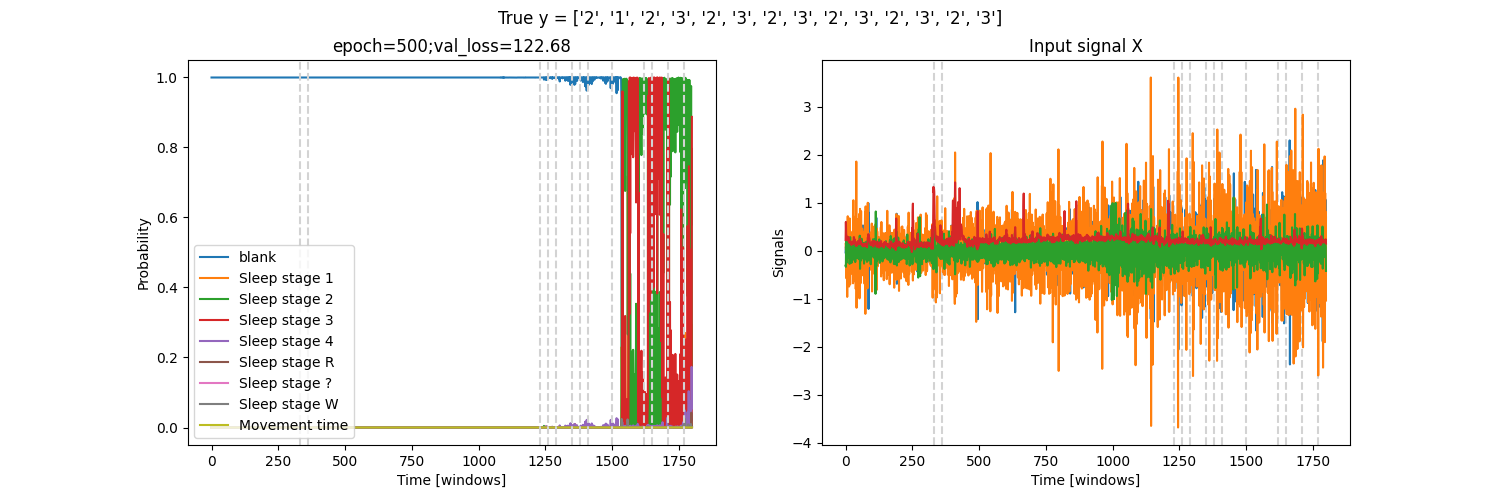 True y = ['2', '1', '2', '3', '2', '3', '2', '3', '2', '3', '2', '3', '2', '3']
epoch=500;val_loss=122.68
Probability
1.0
0.8
0.6
0.4
0.2
0.0
blank
Sleep stage 1
Sleep stage 2
Sleep stage 3
Sleep stage 4
Sleep stage R
Sleep stage ?
Sleep stage W
Movement time
0 250 500 750 1000 1250 1500 1750
Time [windows]
Input signal X
Signals
3
2
1
0
−1
−2
−3
−4
0 250 500 750 1000 1250 1500 1750
Time [windows]